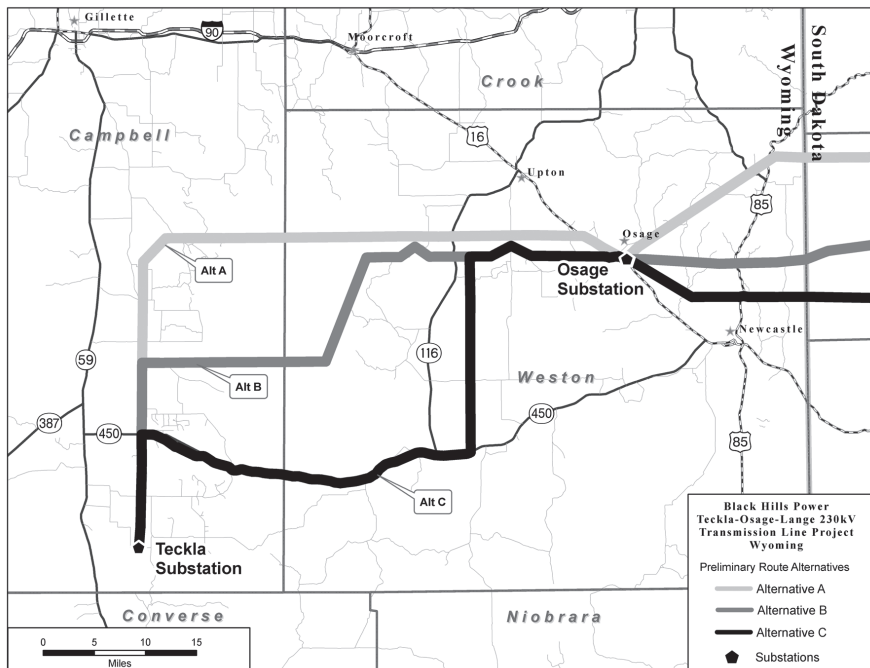 Gillette
90
Moorcroft
Crook
South Dakota
Wyoming
Campbell
16
Upton
85
Osage
Alt A
Osage
Substation
Newcastle
116
59
Alt B
Weston
387
450
450
85
Alt C
Teckla
Substation
Converse
Niobrara
0 5 10 15
Miles
Black Hills Power
Teckla-Osage-Lange 230kV
Transmission Line Project
Wyoming
Preliminary Route Alternatives
Alternative A
Alternative B
Alternative C
Substations